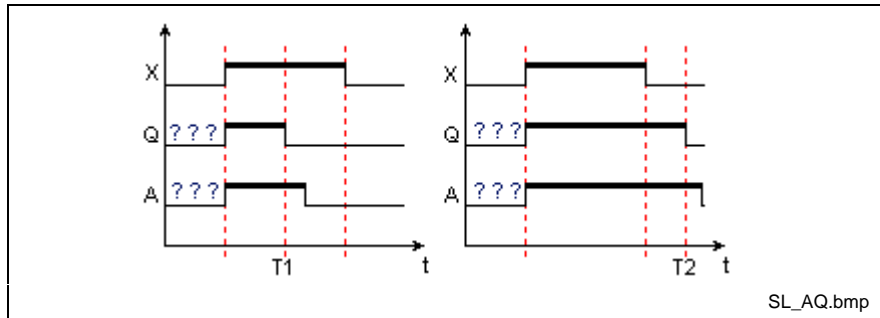 X
Q ???
A ???
T1 t
X
Q ???
A ???
T2 t
SL_AQ.bmp